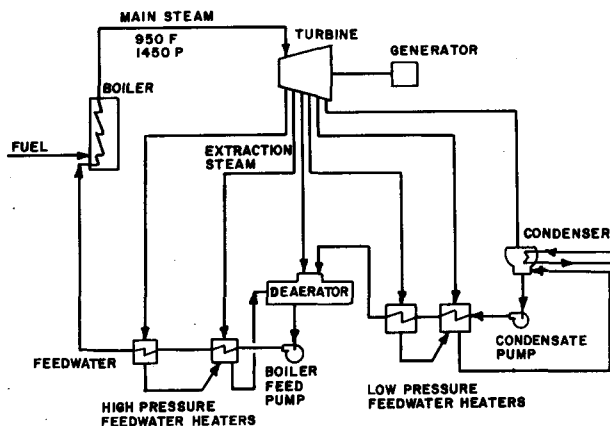 MAIN STEAM
950 F
1450 P
TURBINE
GENERATOR
BOILER
FUEL
EXTRACTION
STEAM
CONDENSER
DEAERATOR
FEEDWATER
BOILER
FEED
PUMP
CONDENSATE
PUMP
HIGH PRESSURE
FEEDWATER HEATERS
LOW PRESSURE
FEEDWATER HEATERS